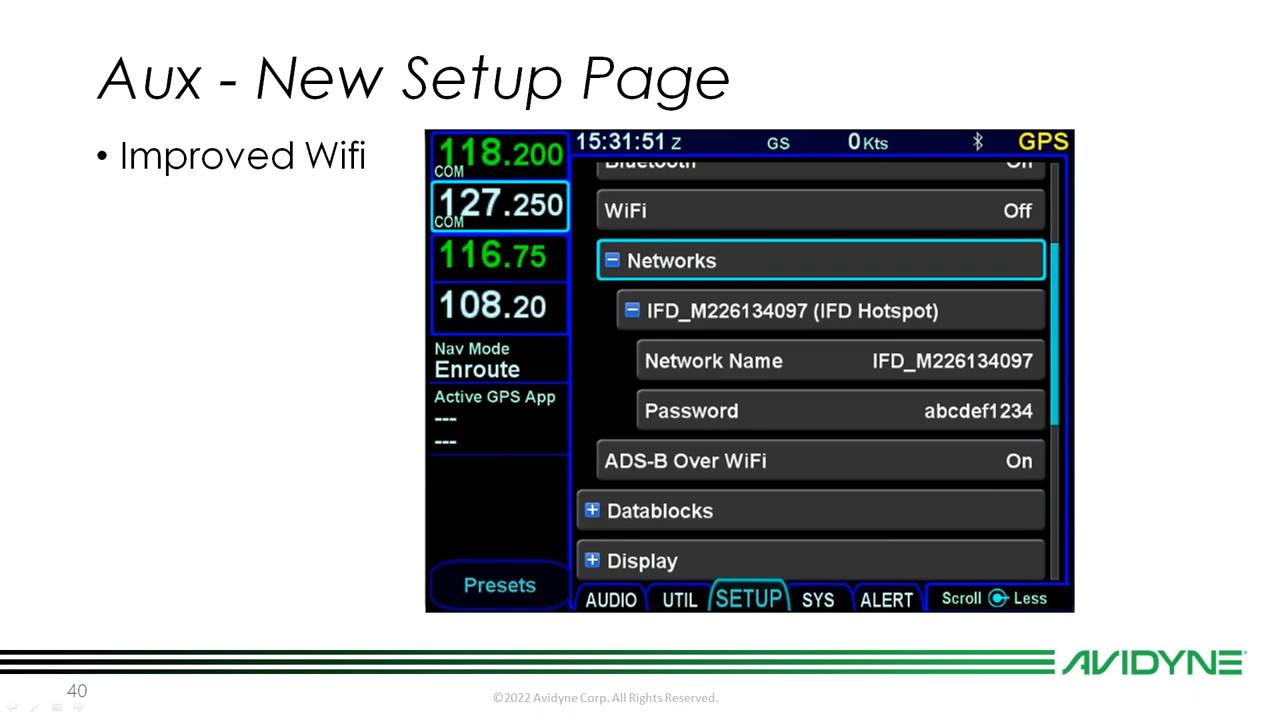 Aux - New Setup Page
• Improved Wifi
118.200
COM
127.250
COM
116.75
108.20
Nav Mode
Enroute
Active GPS App
---
---
Presets
15:31:51 Z GS 0 Kts GPS
Bluetooth On
WiFi Off
Networks
IFD_M226134097 (IFD Hotspot)
Network Name IFD_M226134097
Password abcdef1234
ADS-B Over WiFi On
Datablocks
Display
AUDIO UTIL SETUP SYS ALERT Scroll Less
AVIDYNE
40
©2022 Avidyne Corp. All Rights Reserved.